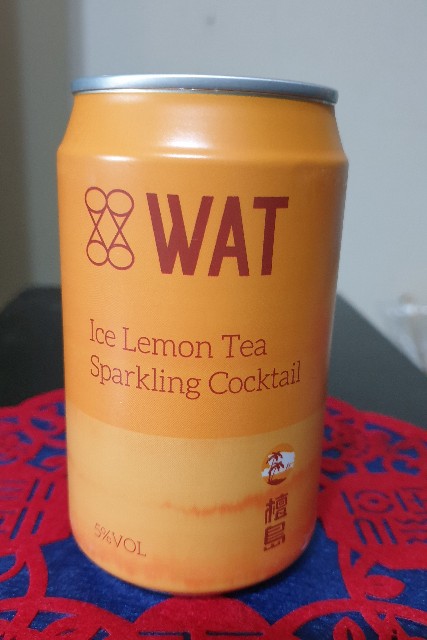 WAT
Ice Lemon Tea
Sparkling Cocktail
檀島
5%VOL